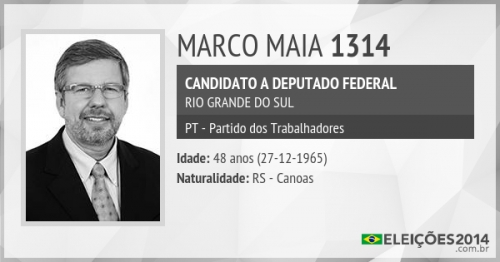 MARCO MAIA 1314
CANDIDATO A DEPUTADO FEDERAL
RIO GRANDE DO SUL
PT - Partido dos Trabalhadores
Idade: 48 anos (27-12-1965)
Naturalidade: RS - Canoas
ELEIÇÕES2014
.com.br